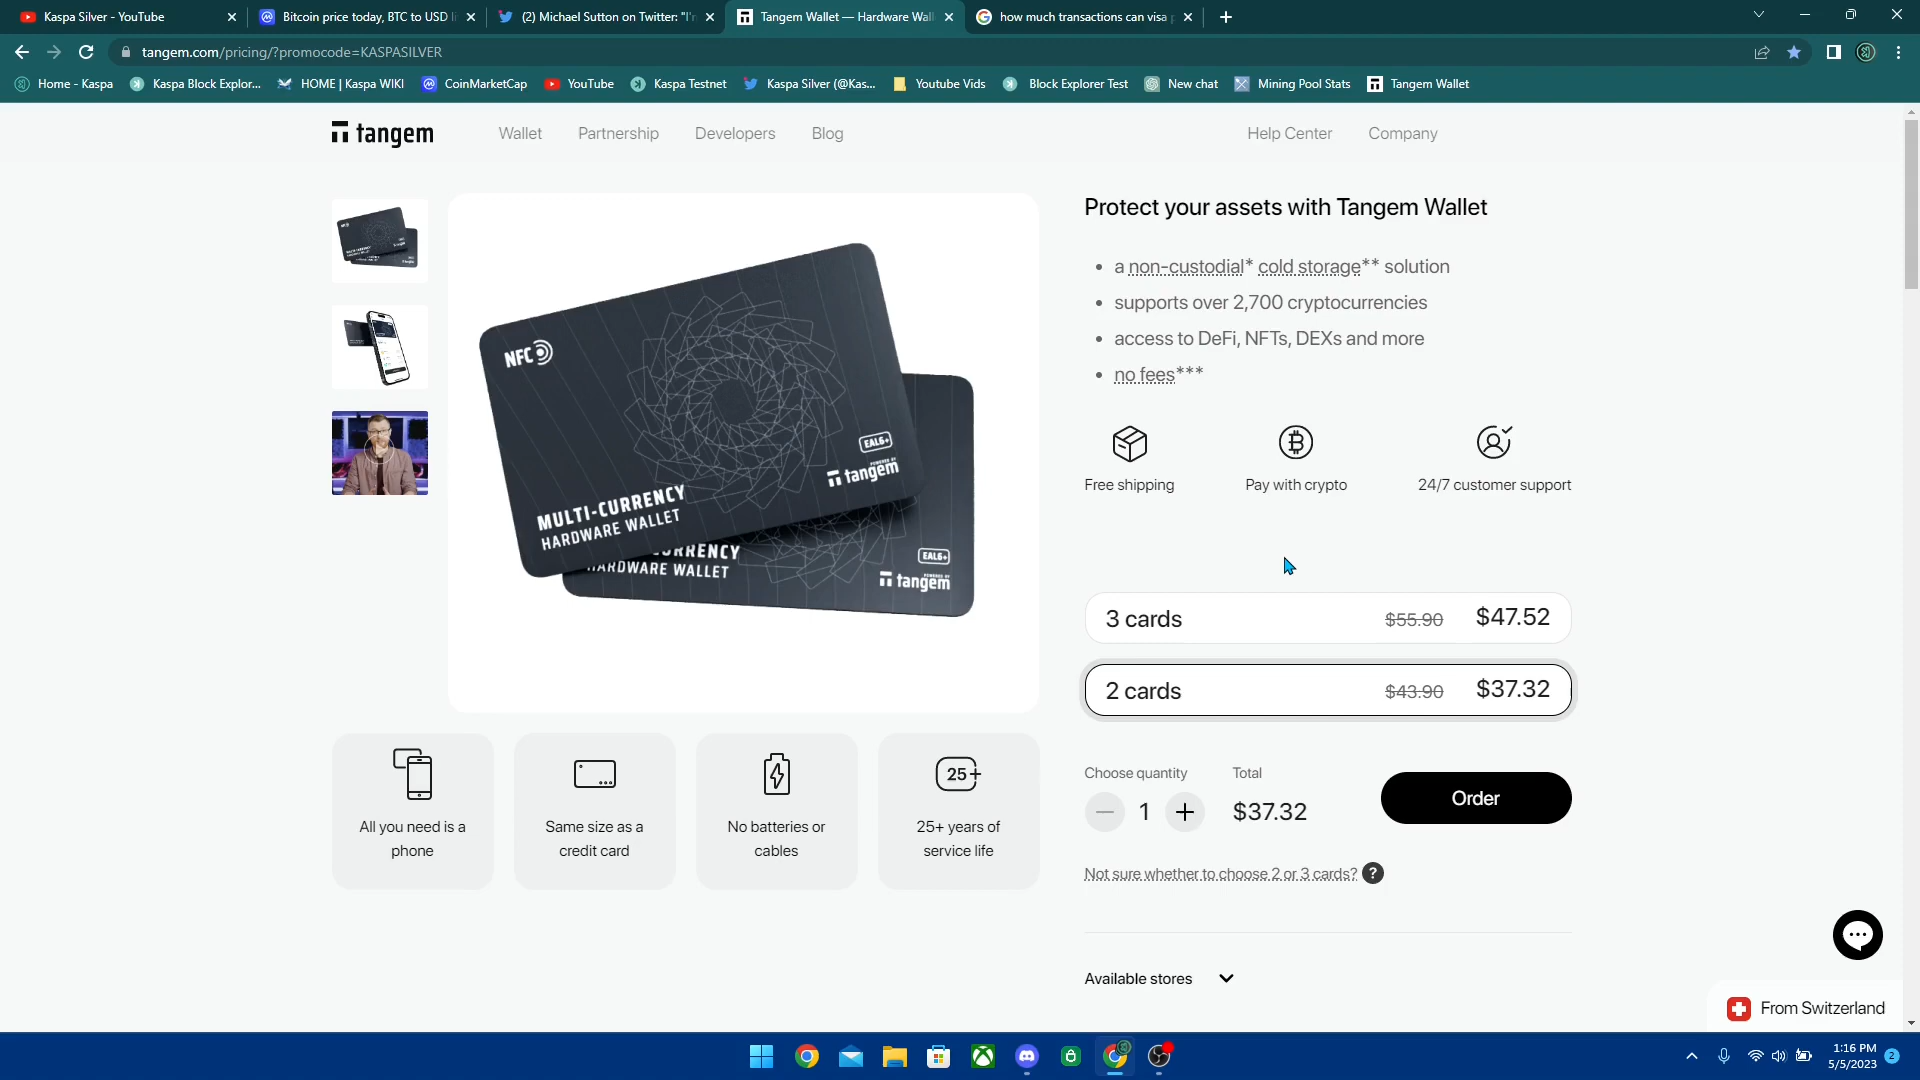 Kaspa Silver - YouTube
Bitcoin price today, BTC to USD li
(2) Michael Sutton on Twitter: "I'm
Tangem Wallet — Hardware Wall
how much transactions can visa p
tangem.com/pricing/?promocode=KASPASILVER
Home - Kaspa
Kaspa Block Explor...
HOME | Kaspa WIKI
CoinMarketCap
YouTube
Kaspa Testnet
Kaspa Silver (@Kas...
Youtube Vids
Block Explorer Test
New chat
Mining Pool Stats
Tangem Wallet
tangem
Wallet
Partnership
Developers
Blog
Help Center
Company
NFC
EAL6+
POWERED BY
tangem
MULTI-CURRENCY
HARDWARE WALLET
EAL6+
POWERED BY
tangem
CURRENCY
HARDWARE WALLET
All you need is a
phone
Same size as a
credit card
No batteries or
cables
25+
25+ years of
service life
Protect your assets with Tangem Wallet
• a non-custodial* cold storage** solution
• supports over 2,700 cryptocurrencies
• access to DeFi, NFTs, DEXs and more
• no fees***
Free shipping
Pay with crypto
24/7 customer support
3 cards $55.90 $47.52
2 cards $43.90 $37.32
Choose quantity
Total
1
$37.32
Order
Not sure whether to choose 2 or 3 cards? ?
Available stores
From Switzerland
1:16 PM
5/5/2023
2